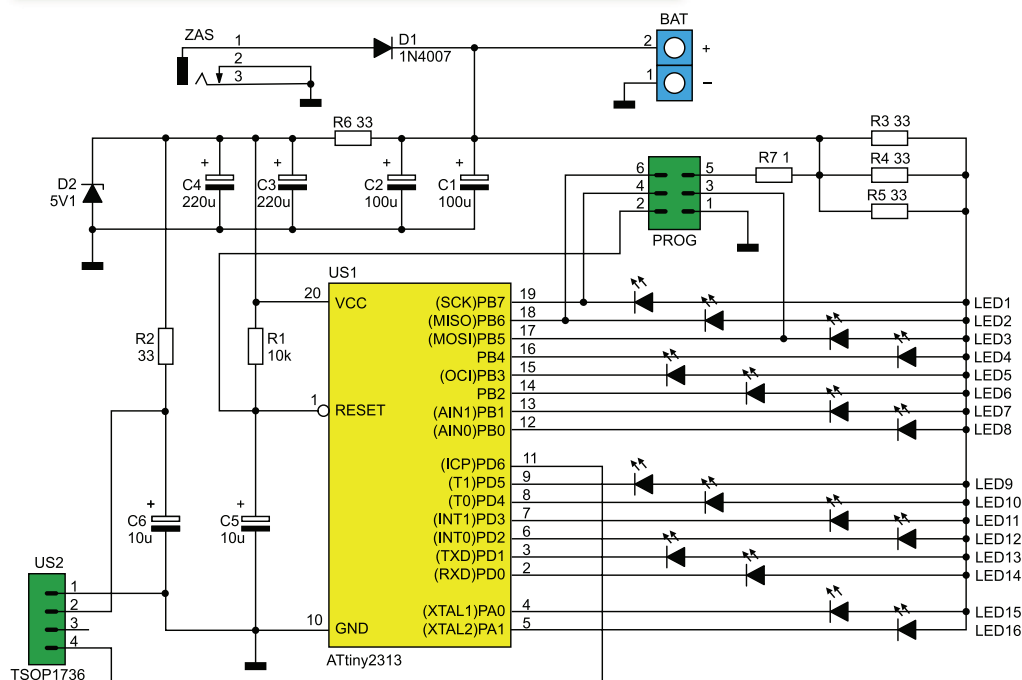 ZAS
1
2
3
D1
1N4007
BAT
2
+
1
–
R6 33
R3 33
R7 1
R4 33
R5 33
D2
5V1
+
C4
220u
+
C3
220u
+
C2
100u
+
C1
100u
6
5
4
3
2
1
PROG
US1
20
VCC
R2
33
R1
10k
1
RESET
(SCK)PB7
19
LED1
(MISO)PB6
18
LED2
(MOSI)PB5
17
LED3
PB4
16
LED4
(OCI)PB3
15
LED5
PB2
14
LED6
(AIN1)PB1
13
LED7
(AIN0)PB0
12
LED8
(ICP)PD6
11
(T1)PD5
9
LED9
(T0)PD4
8
LED10
(INT1)PD3
7
LED11
(INT0)PD2
6
LED12
(TXD)PD1
3
LED13
(RXD)PD0
2
LED14
(XTAL1)PA0
4
LED15
(XTAL2)PA1
5
LED16
+
C6
10u
+
C5
10u
US2
1
2
3
4
TSOP1736
10
GND
ATtiny2313